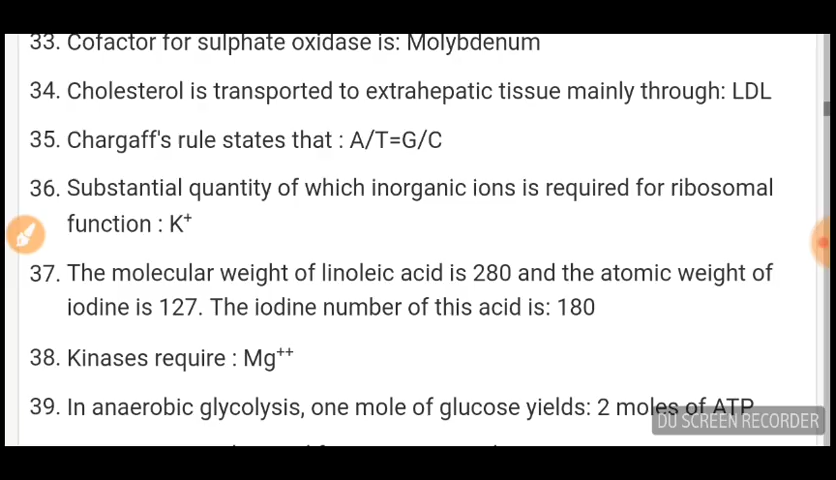 33. Cofactor for sulphate oxidase is: Molybdenum
34. Cholesterol is transported to extrahepatic tissue mainly through: LDL
35. Chargaff's rule states that : A/T=G/C
36. Substantial quantity of which inorganic ions is required for ribosomal
function : K⁺
37. The molecular weight of linoleic acid is 280 and the atomic weight of
iodine is 127. The iodine number of this acid is: 180
38. Kinases require : Mg⁺⁺
39. In anaerobic glycolysis, one mole of glucose yields: 2 moles of ATP
DU SCREEN RECORDER